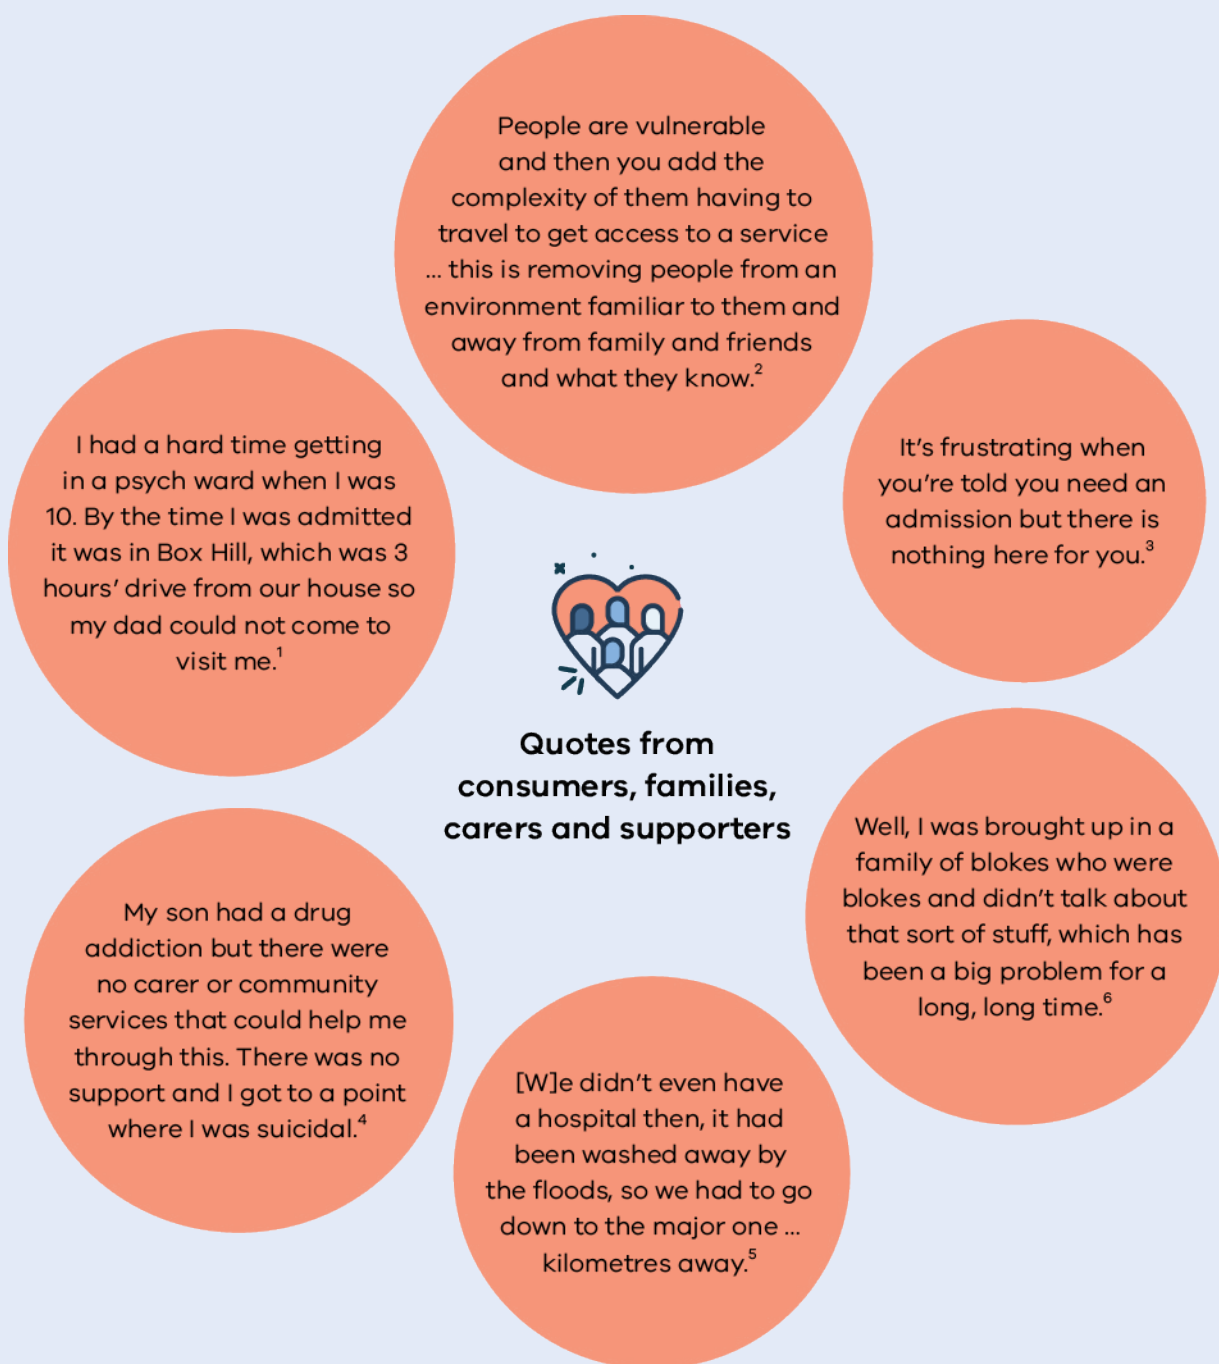 People are vulnerable
and then you add the
complexity of them having to
travel to get access to a service
... this is removing people from an
environment familiar to them and
away from family and friends
and what they know.²
I had a hard time getting
in a psych ward when I was
10. By the time I was admitted
it was in Box Hill, which was 3
hours’ drive from our house so
my dad could not come to
visit me.¹
It’s frustrating when
you’re told you need an
admission but there is
nothing here for you.³
Quotes from
consumers, families,
carers and supporters
Well, I was brought up in a
family of blokes who were
blokes and didn’t talk about
that sort of stuff, which has
been a big problem for a
long, long time.⁶
My son had a drug
addiction but there were
no carer or community
services that could help me
through this. There was no
support and I got to a point
where I was suicidal.⁴
[W]e didn’t even have
a hospital then, it had
been washed away by
the floods, so we had to go
down to the major one ...
kilometres away.⁵